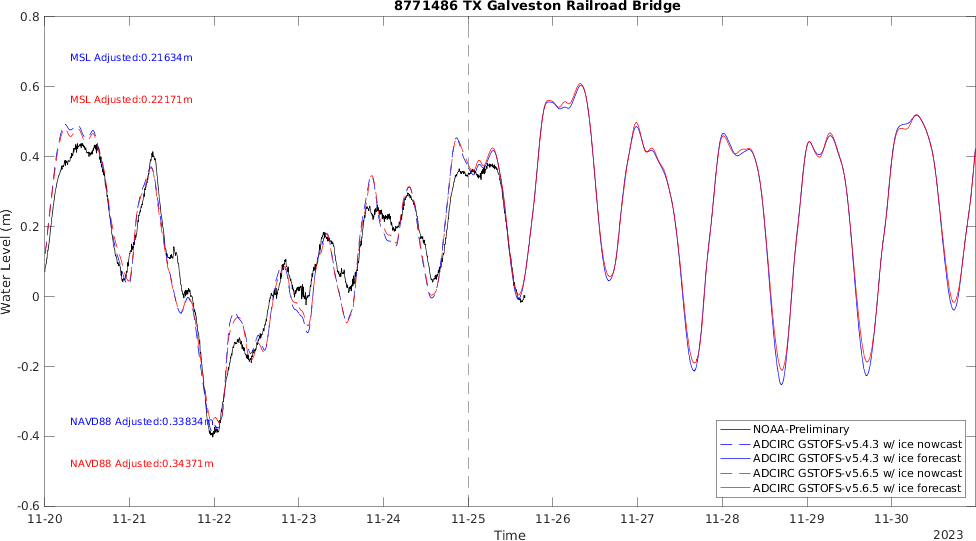 8771486 TX Galveston Railroad Bridge
0.8
0.6
0.4
0.2
0
-0.2
-0.4
-0.6
Water Level (m)
MSL Adjusted:0.21634m
MSL Adjusted:0.22171m
NAVD88 Adjusted:0.33834m
NAVD88 Adjusted:0.34371m
NOAA-Preliminary
ADCIRC GSTOFS-v5.4.3 w/ ice nowcast
ADCIRC GSTOFS-v5.4.3 w/ ice forecast
ADCIRC GSTOFS-v5.6.5 w/ ice nowcast
ADCIRC GSTOFS-v5.6.5 w/ ice forecast
11-20 11-21 11-22 11-23 11-24 11-25 11-26 11-27 11-28 11-29 11-30
Time
2023